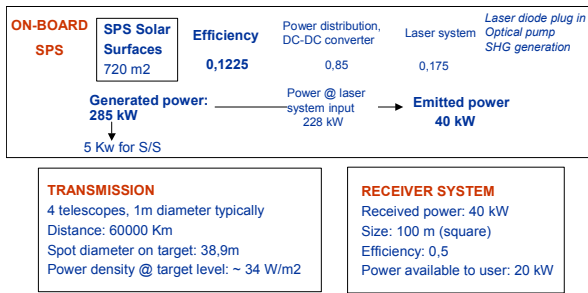 ON-BOARD
SPS
SPS Solar
Surfaces
720 m2
Efficiency
0,1225
Power distribution,
DC-DC converter
0,85
Laser system
0,175
Laser diode plug in
Optical pump
SHG generation
Generated power:
285 kW
Power @ laser
system input
228 kW
Emitted power
40 kW
5 Kw for S/S
TRANSMISSION
4 telescopes, 1m diameter typically
Distance: 60000 Km
Spot diameter on target: 38,9m
Power density @ target level: ~ 34 W/m2
RECEIVER SYSTEM
Received power: 40 kW
Size: 100 m (square)
Efficiency: 0,5
Power available to user: 20 kW